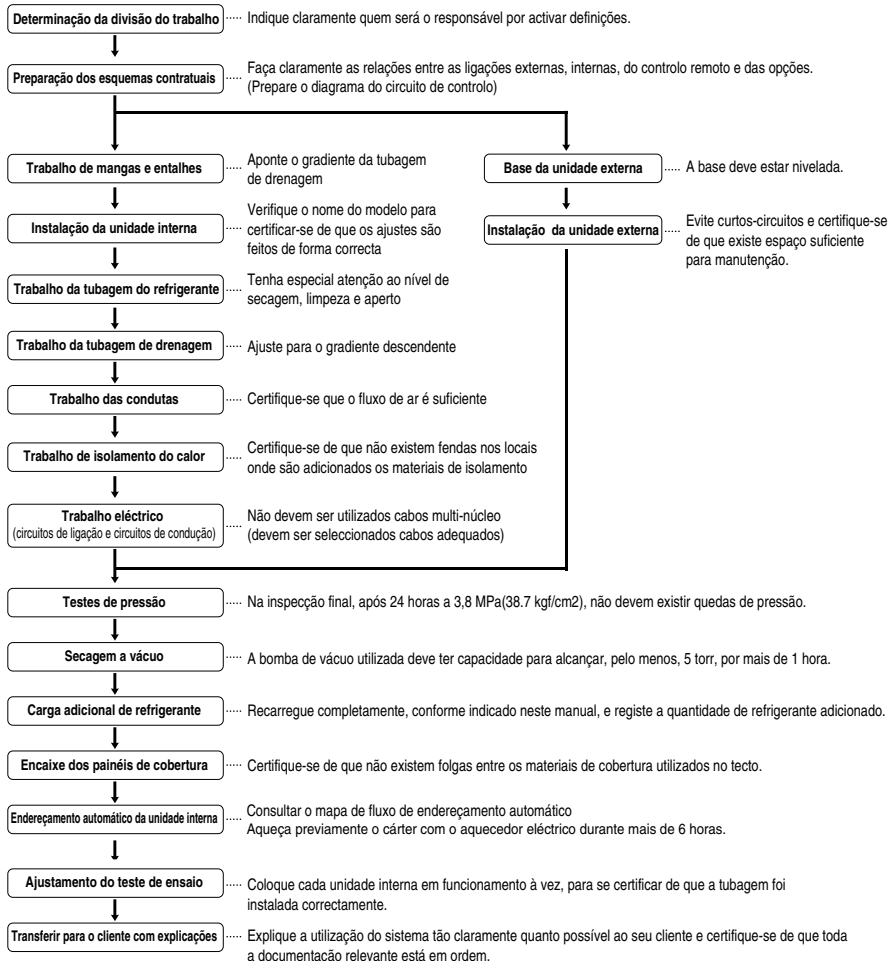 Determinação da divisão do trabalho ..... Indique claramente quem será o responsável por activar definições.
Preparação dos esquemas contratuais ..... Faça claramente as relações entre as ligações externas, internas, do controlo remoto e das opções.
(Prepare o diagrama do circuito de controlo)
Trabalho de mangas e entalhes ..... Aponte o gradiente da tubagem
de drenagem
Instalação da unidade interna ..... Verifique o nome do modelo para
certificar-se de que os ajustes são
feitos de forma correcta
Trabalho da tubagem do refrigerante ..... Tenha especial atenção ao nível de
secagem, limpeza e aperto
Trabalho da tubagem de drenagem ..... Ajuste para o gradiente descendente
Trabalho das condutas ..... Certifique-se que o fluxo de ar é suficiente
Trabalho de isolamento do calor ..... Certifique-se de que não existem fendas nos locais
onde são adicionados os materiais de isolamento
Trabalho eléctrico
(circuitos de ligação e circuitos de condução) ..... Não devem ser utilizados cabos multi-núcleo
(devem ser seleccionados cabos adequados)
Base da unidade externa ..... A base deve estar nivelada.
Instalação da unidade externa ..... Evite curtos-circuitos e certifique-se
de que existe espaço suficiente
para manutenção.
Testes de pressão ..... Na inspecção final, após 24 horas a 3,8 MPa(38.7 kgf/cm2), não devem existir quedas de pressão.
Secagem a vácuo ..... A bomba de vácuo utilizada deve ter capacidade para alcançar, pelo menos, 5 torr, por mais de 1 hora.
Carga adicional de refrigerante ..... Recarregue completamente, conforme indicado neste manual, e registe a quantidade de refrigerante adicionado.
Encaixe dos painéis de cobertura ..... Certifique-se de que não existem folgas entre os materiais de cobertura utilizados no tecto.
Endereçamento automático da unidade interna ..... Consultar o mapa de fluxo de endereçamento automático
Aqueça previamente o cárter com o aquecedor eléctrico durante mais de 6 horas.
Ajustamento do teste de ensaio ..... Coloque cada unidade interna em funcionamento à vez, para se certificar de que a tubagem foi
instalada correctamente.
Transferir para o cliente com explicações ..... Explique a utilização do sistema tão claramente quanto possível ao seu cliente e certifique-se de que toda
a documentação relevante está em ordem.